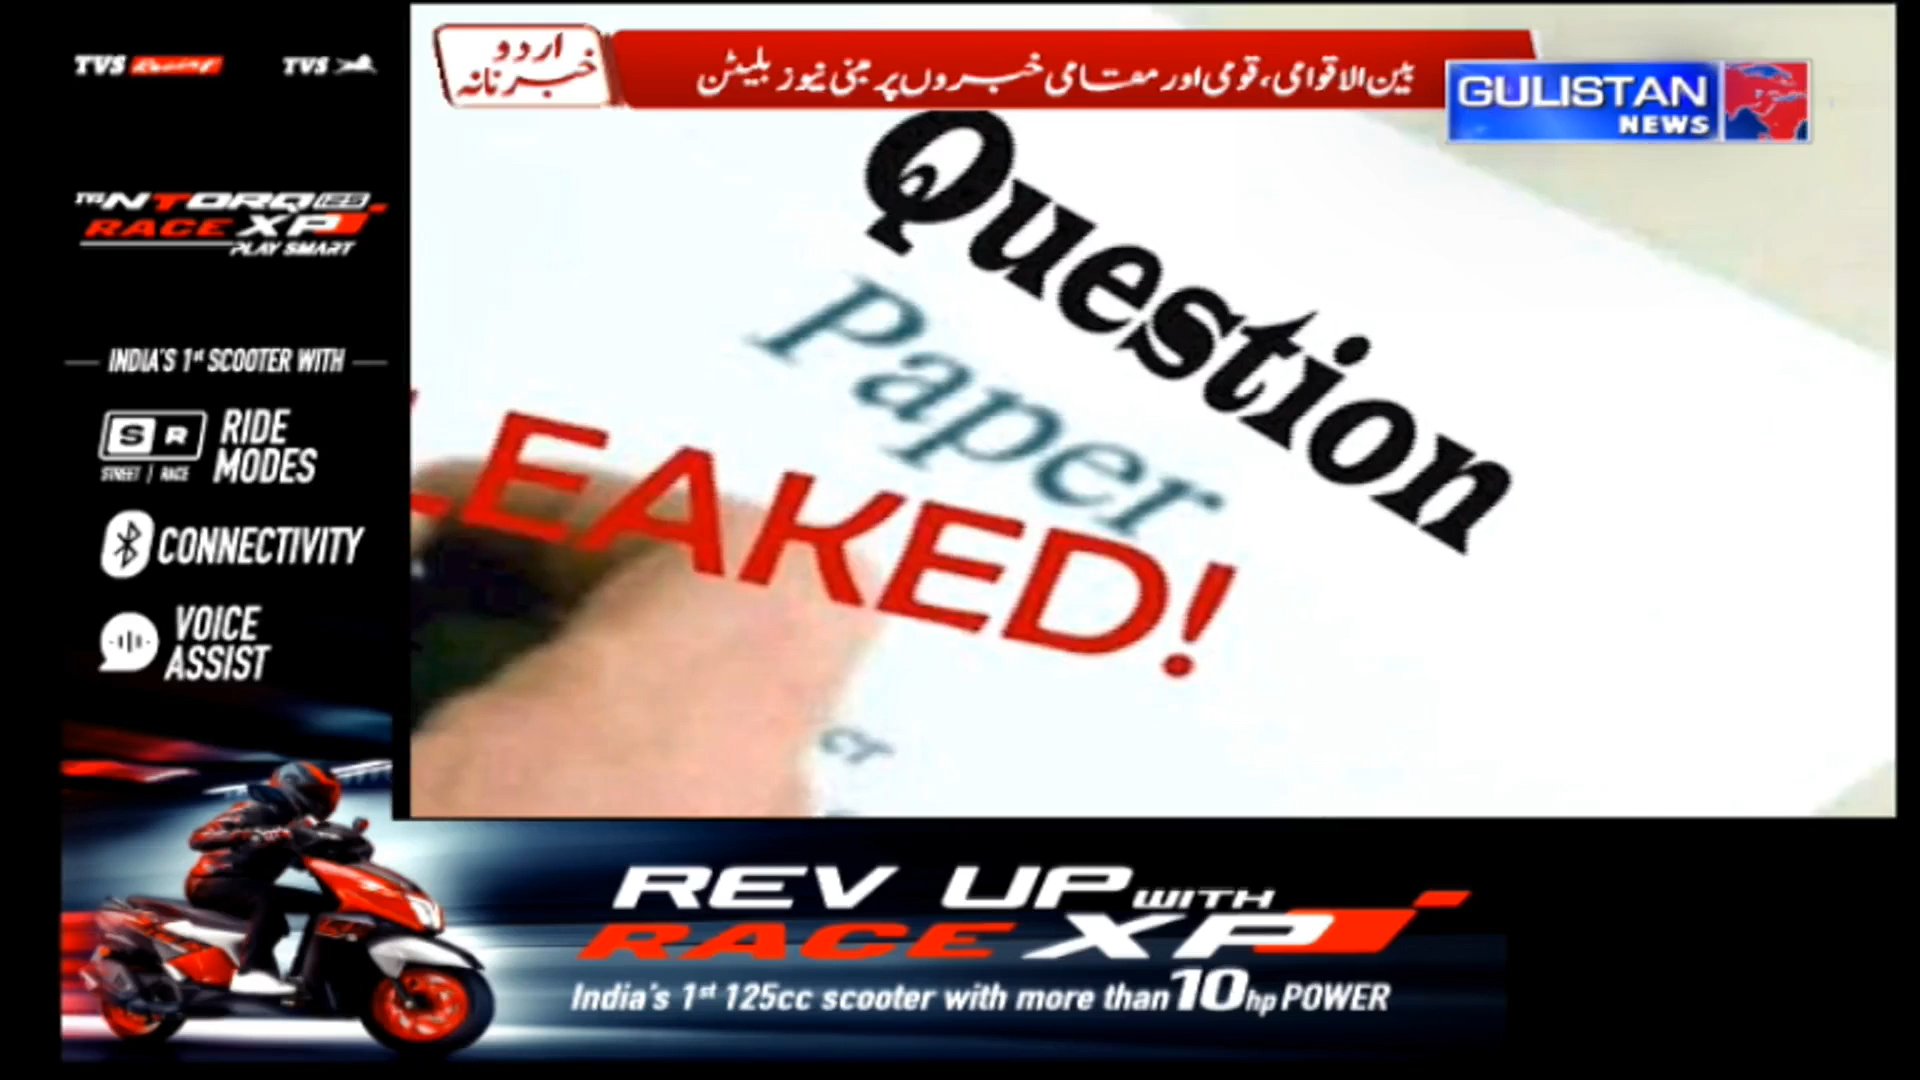 TVS Racing
TVS
TVS NTORQ 125
RACE XP
PLAY SMART
INDIA'S 1st SCOOTER WITH
S R
STREET | RACE
RIDE
MODES
CONNECTIVITY
VOICE
ASSIST
اردو
خبرنامہ
بین الاقوامی، قومی اور مقامی خبروں پر مبنی نیوز بلیٹن
GULISTAN
NEWS
Question
Paper
LEAKED!
er
REV UP WITH
RACE XP
India's 1st 125cc scooter with more than 10hp POWER